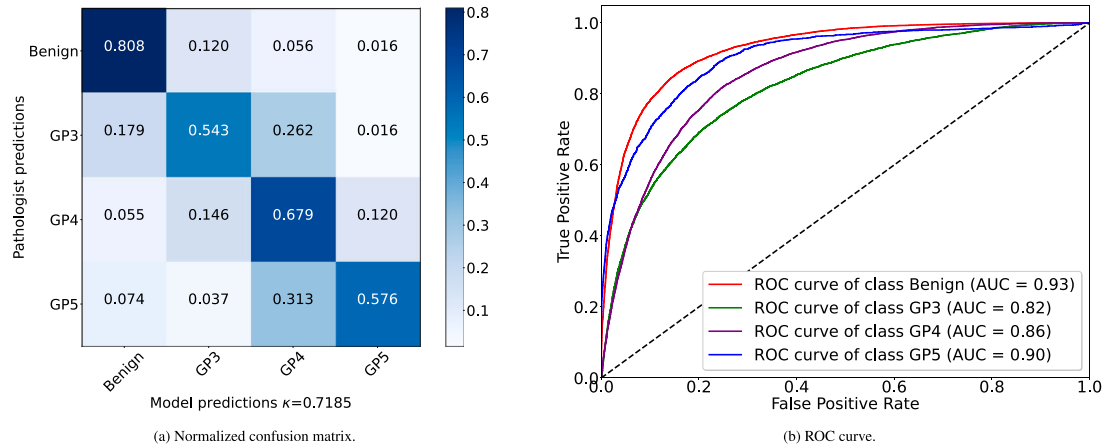 Pathologist predictions
Benign
GP3
GP4
GP5
0.808 0.120 0.056 0.016
0.179 0.543 0.262 0.016
0.055 0.146 0.679 0.120
0.074 0.037 0.313 0.576
Benign GP3 GP4 GP5
Model predictions κ=0.7185
0.8
0.7
0.6
0.5
0.4
0.3
0.2
0.1
(a) Normalized confusion matrix.
True Positive Rate
1.0
0.8
0.6
0.4
0.2
0.0
ROC curve of class Benign (AUC = 0.93)
ROC curve of class GP3 (AUC = 0.82)
ROC curve of class GP4 (AUC = 0.86)
ROC curve of class GP5 (AUC = 0.90)
0.0 0.2 0.4 0.6 0.8 1.0
False Positive Rate
(b) ROC curve.